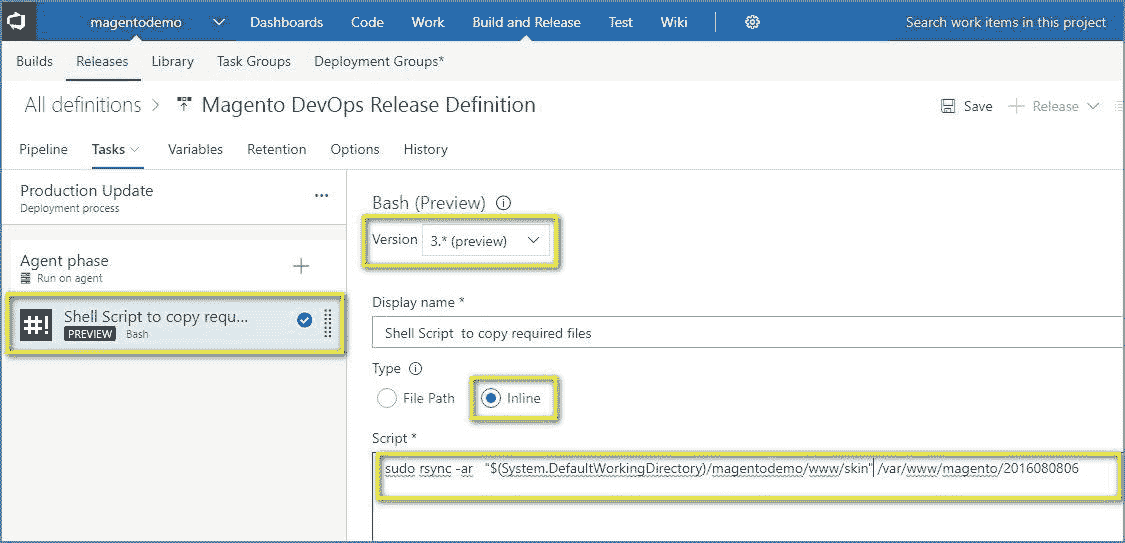 magentodemo Dashboards Code Work Build and Release Test Wiki Search work items in this project
Builds Releases Library Task Groups Deployment Groups*
All definitions > Magento DevOps Release Definition Save + Release
Pipeline Tasks Variables Retention Options History
Production Update ...
Deployment process
Bash (Preview)
Version 3.* (preview)
Agent phase +
Run on agent
Display name *
#! Shell Script to copy requ...
PREVIEW Bash
Shell Script to copy required files
Type
File Path Inline
Script *
sudo rsync -ar "$(System.DefaultWorkingDirectory)/magentodemo/www/skin" /var/www/magento/2016080806